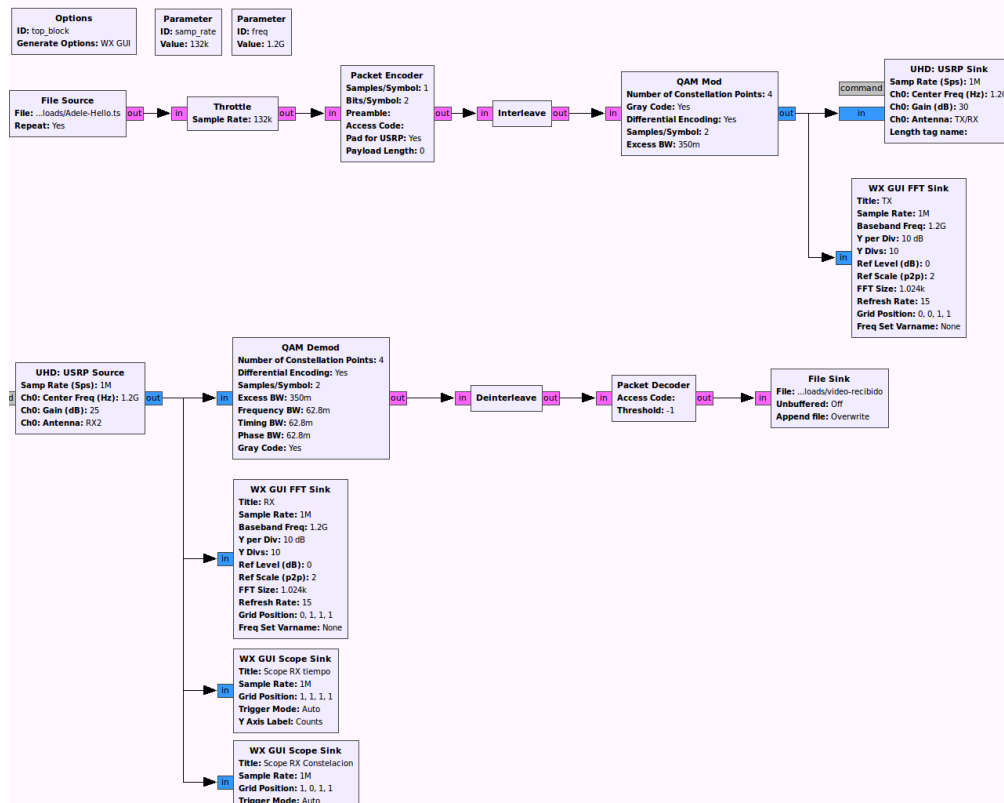 Options
ID: top_block
Generate Options: WX GUI
Parameter
ID: samp_rate
Value: 132k
Parameter
ID: freq
Value: 1.2G
File Source
File: ...loads/Adele-Hello.ts
Repeat: Yes
out
in
Throttle
Sample Rate: 132k
out
in
Packet Encoder
Samples/Symbol: 1
Bits/Symbol: 2
Preamble:
Access Code:
Pad for USRP: Yes
Payload Length: 0
out
in
Interleave
out
in
QAM Mod
Number of Constellation Points: 4
Gray Code: Yes
Differential Encoding: Yes
Samples/Symbol: 2
Excess BW: 350m
out
command
in
UHD: USRP Sink
Samp Rate (Sps): 1M
Ch0: Center Freq (Hz): 1.2G
Ch0: Gain (dB): 30
Ch0: Antenna: TX/RX
Length tag name:
in
WX GUI FFT Sink
Title: TX
Sample Rate: 1M
Baseband Freq: 1.2G
Y per Div: 10 dB
Y Divs: 10
Ref Level (dB): 0
Ref Scale (p2p): 2
FFT Size: 1.024k
Refresh Rate: 15
Grid Position: 0, 0, 1, 1
Freq Set Varname: None
d
UHD: USRP Source
Samp Rate (Sps): 1M
Ch0: Center Freq (Hz): 1.2G
Ch0: Gain (dB): 25
Ch0: Antenna: RX2
out
in
QAM Demod
Number of Constellation Points: 4
Differential Encoding: Yes
Samples/Symbol: 2
Excess BW: 350m
Frequency BW: 62.8m
Timing BW: 62.8m
Phase BW: 62.8m
Gray Code: Yes
out
in
Deinterleave
out
in
Packet Decoder
Access Code:
Threshold: -1
out
in
File Sink
File: ...loads/video-recibido
Unbuffered: Off
Append file: Overwrite
in
WX GUI FFT Sink
Title: RX
Sample Rate: 1M
Baseband Freq: 1.2G
Y per Div: 10 dB
Y Divs: 10
Ref Level (dB): 0
Ref Scale (p2p): 2
FFT Size: 1.024k
Refresh Rate: 15
Grid Position: 0, 1, 1, 1
Freq Set Varname: None
in
WX GUI Scope Sink
Title: Scope RX tiempo
Sample Rate: 1M
Grid Position: 1, 1, 1, 1
Trigger Mode: Auto
Y Axis Label: Counts
in
WX GUI Scope Sink
Title: Scope RX Constelacion
Sample Rate: 1M
Grid Position: 1, 0, 1, 1
Trigger Mode: Auto